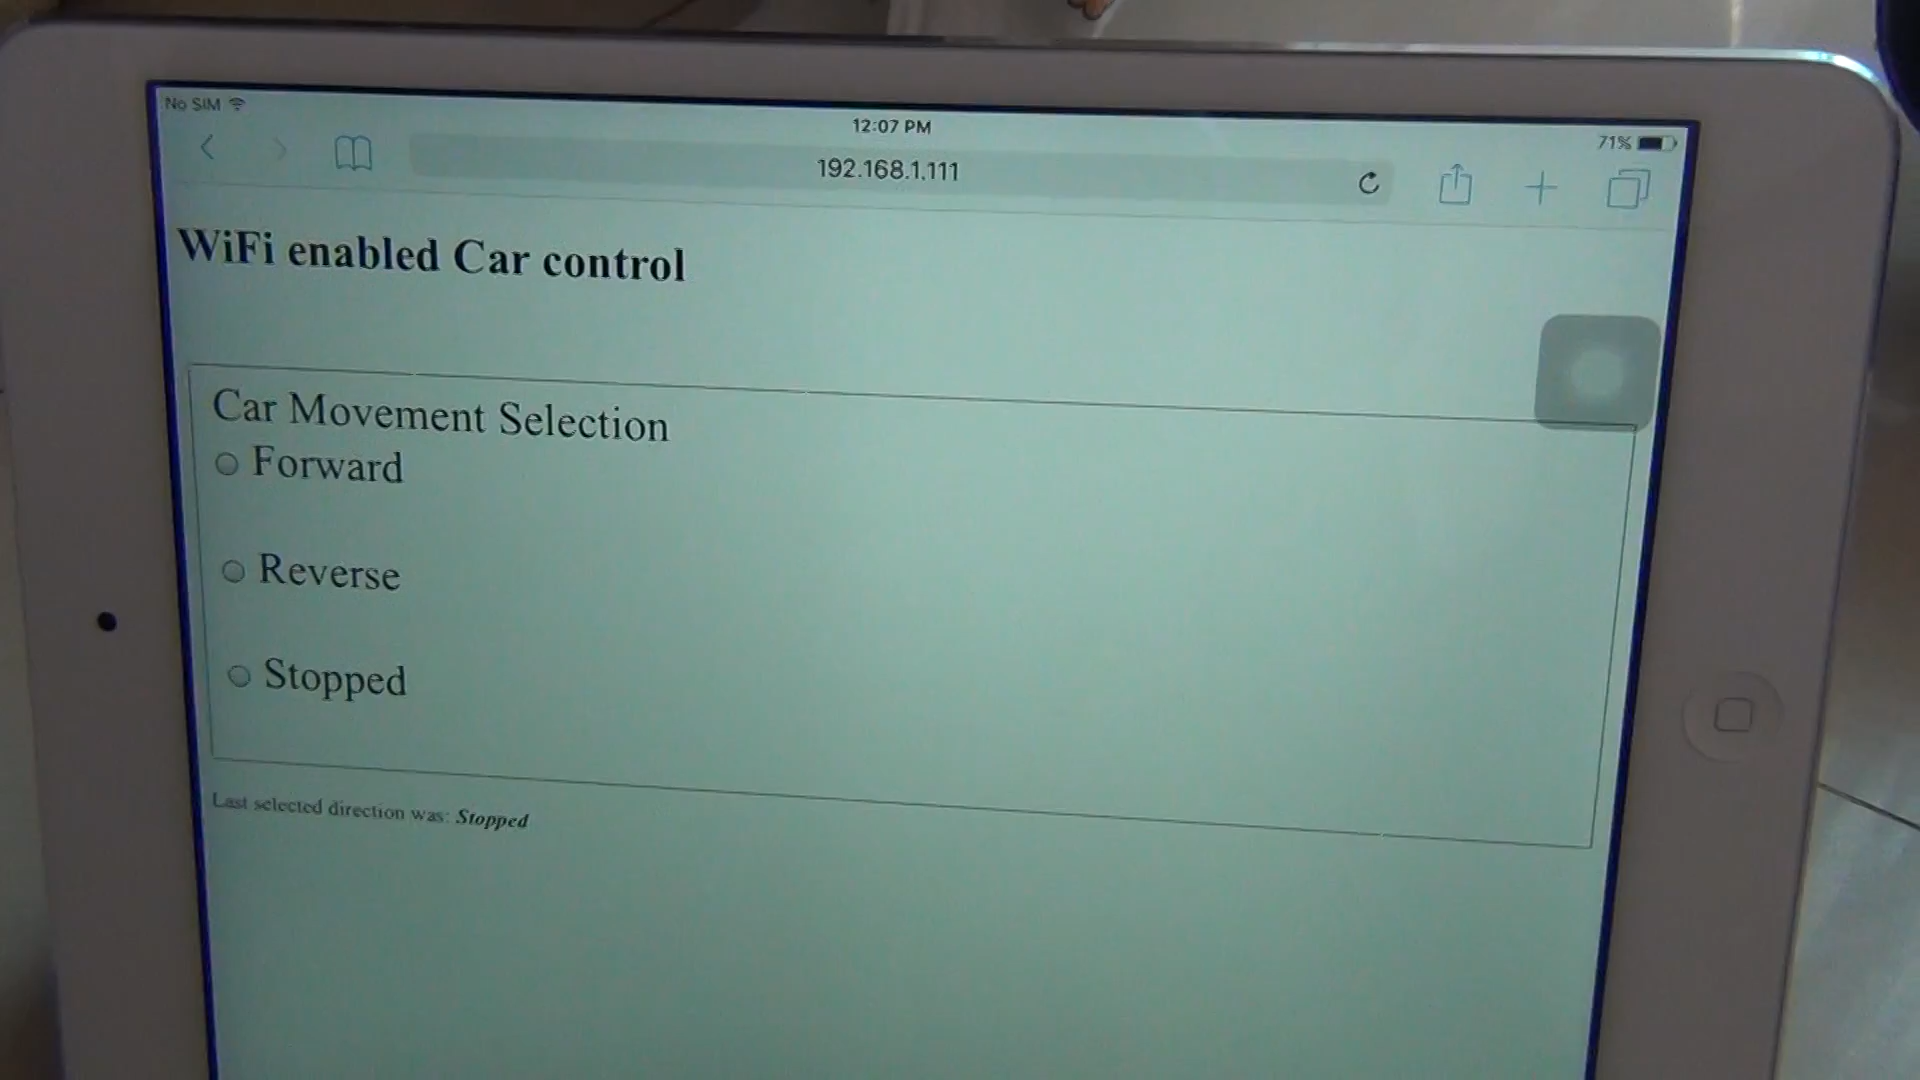 No SIM
12:07 PM
71%
192.168.1.111
WiFi enabled Car control
Car Movement Selection
Forward
Reverse
Stopped
Last selected direction was: Stopped